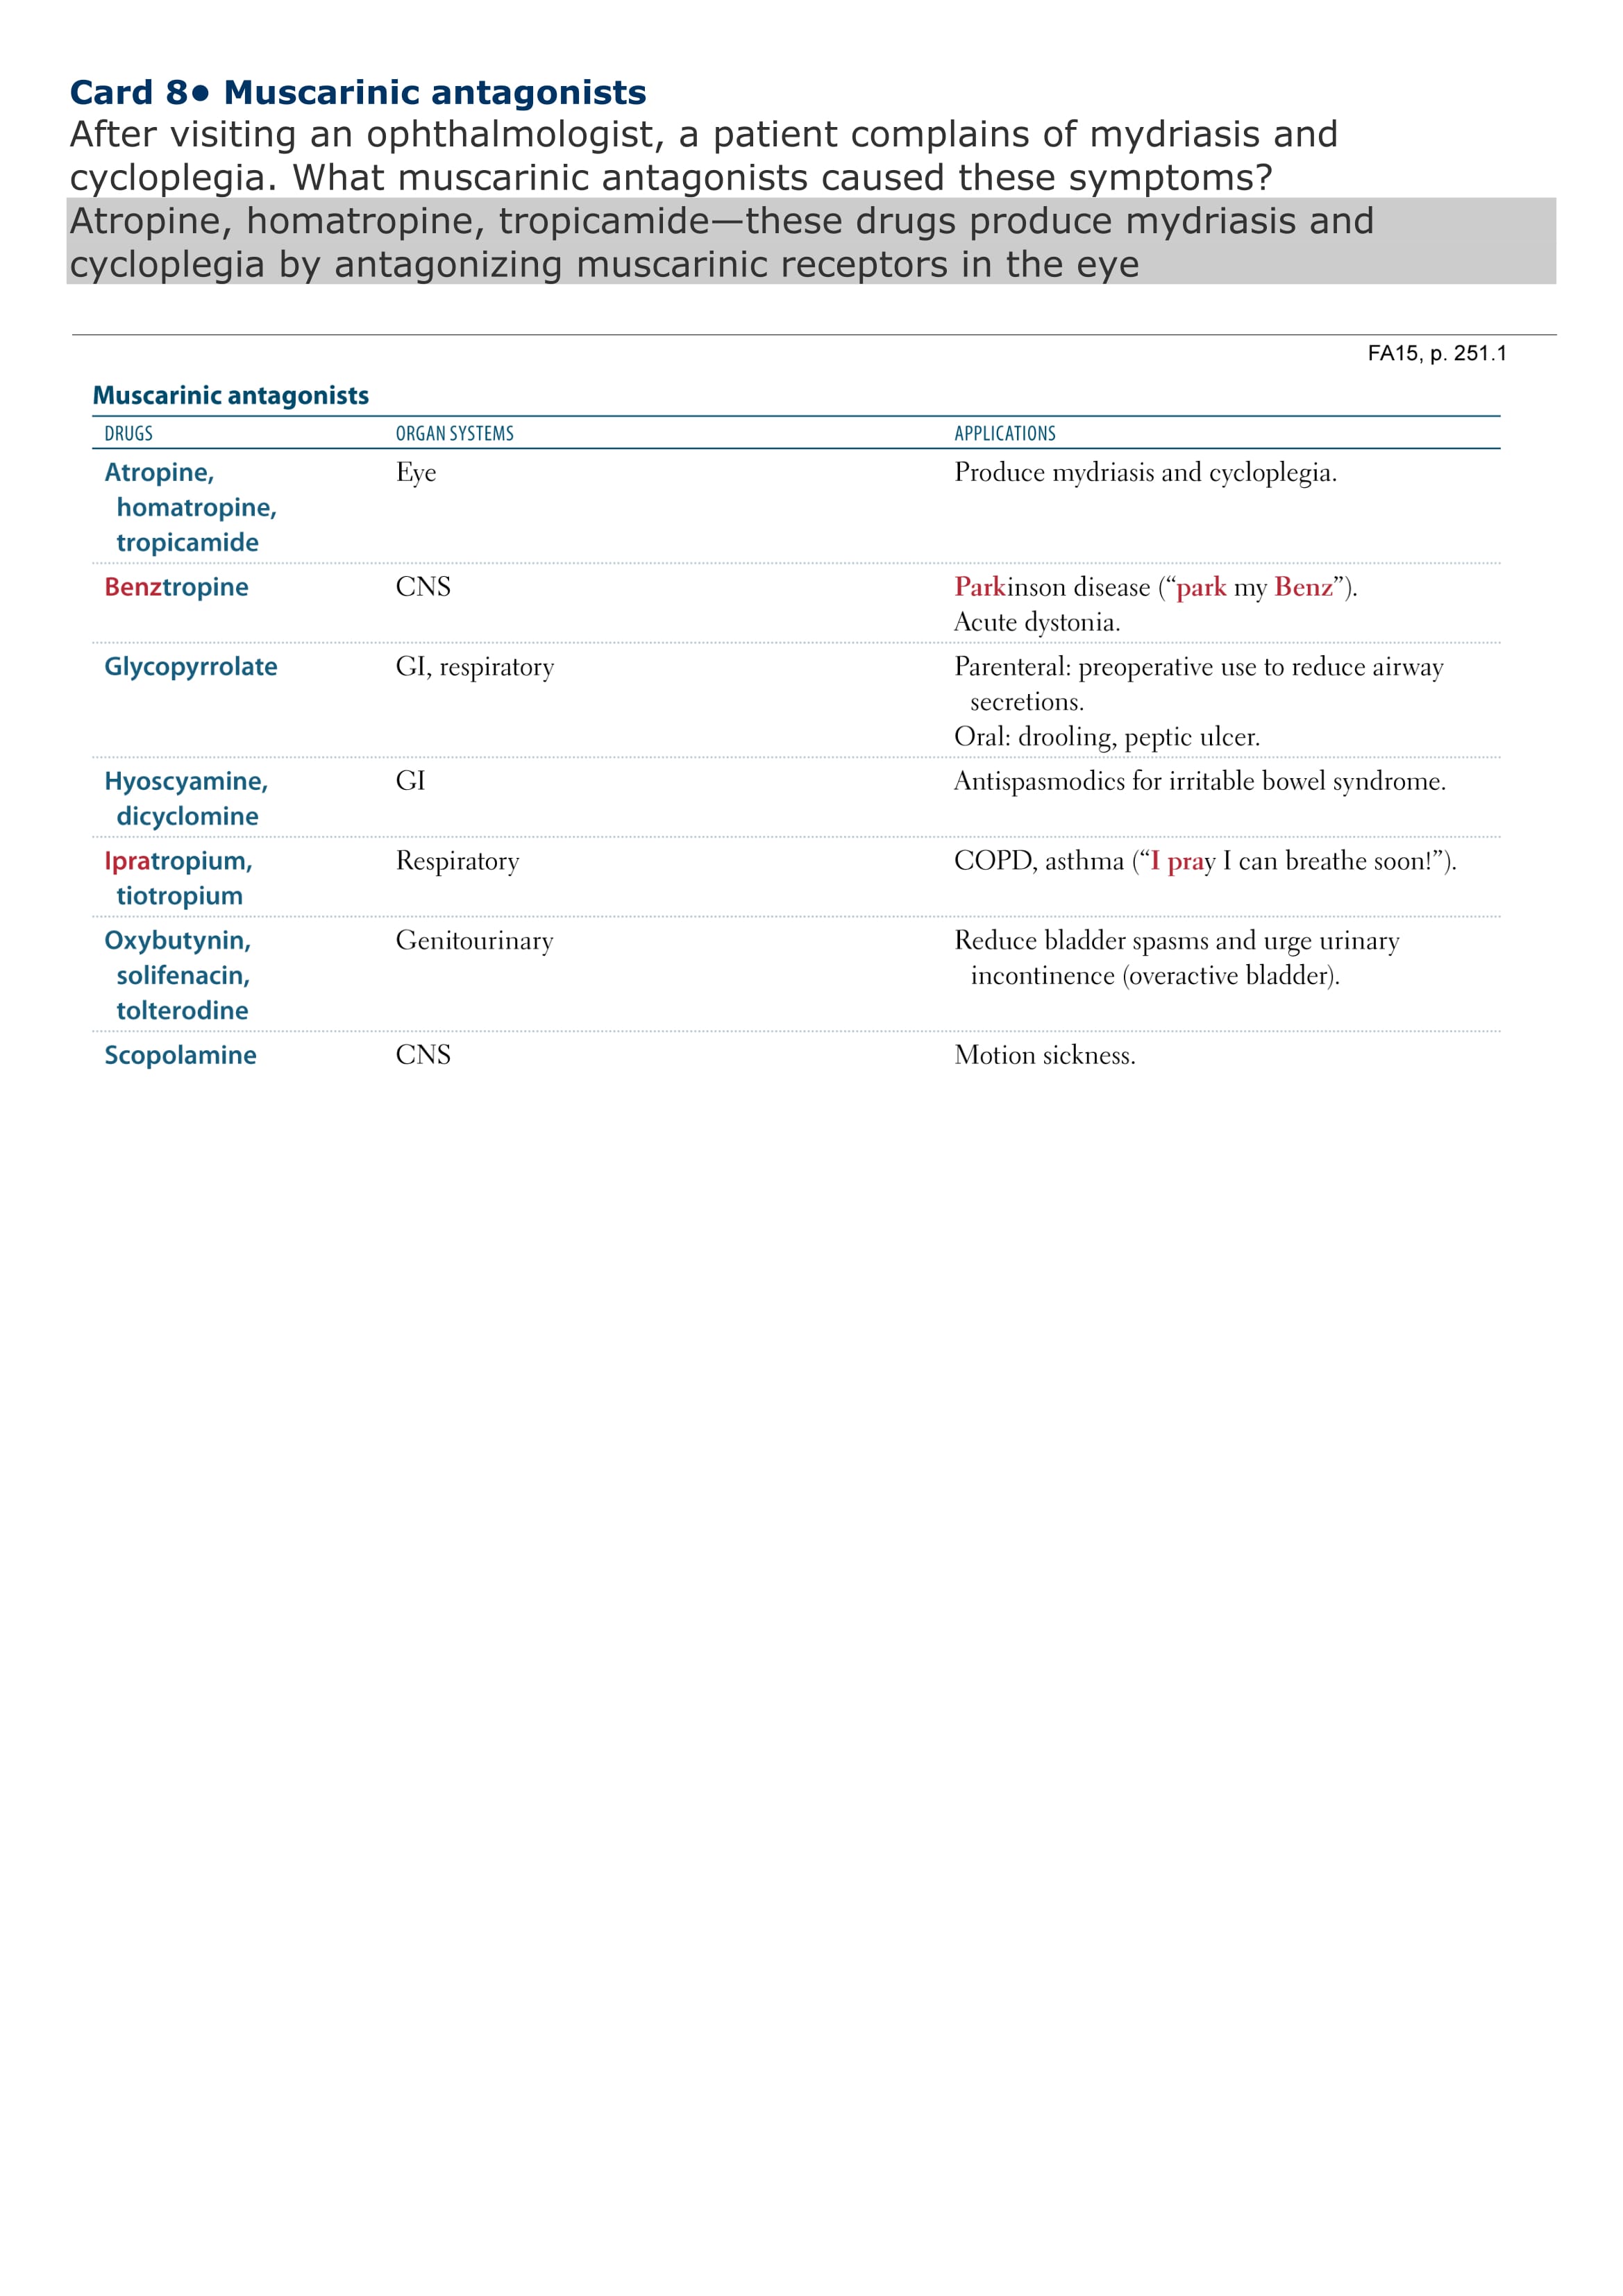 Card 8• Muscarinic antagonists
After visiting an ophthalmologist, a patient complains of mydriasis and
cycloplegia. What muscarinic antagonists caused these symptoms?
Atropine, homatropine, tropicamide—these drugs produce mydriasis and
cycloplegia by antagonizing muscarinic receptors in the eye
FA15, p. 251.1
Muscarinic antagonists
DRUGS ORGAN SYSTEMS APPLICATIONS
Atropine, Eye Produce mydriasis and cycloplegia.
homatropine,
tropicamide
Benztropine CNS Parkinson disease (“park my Benz”).
Acute dystonia.
Glycopyrrolate GI, respiratory Parenteral: preoperative use to reduce airway
secretions.
Oral: drooling, peptic ulcer.
Hyoscyamine, GI Antispasmodics for irritable bowel syndrome.
dicyclomine
Ipratropium, Respiratory COPD, asthma (“I pray I can breathe soon!”).
tiotropium
Oxybutynin, Genitourinary Reduce bladder spasms and urge urinary
solifenacin, incontinence (overactive bladder).
tolterodine
Scopolamine CNS Motion sickness.